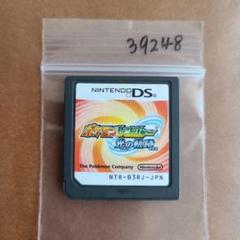 39248
NINTENDO DS
ポケモンレンジャー
光の軌跡
The Pokémon Company
Nintendo
NTR-B3RJ-JPN